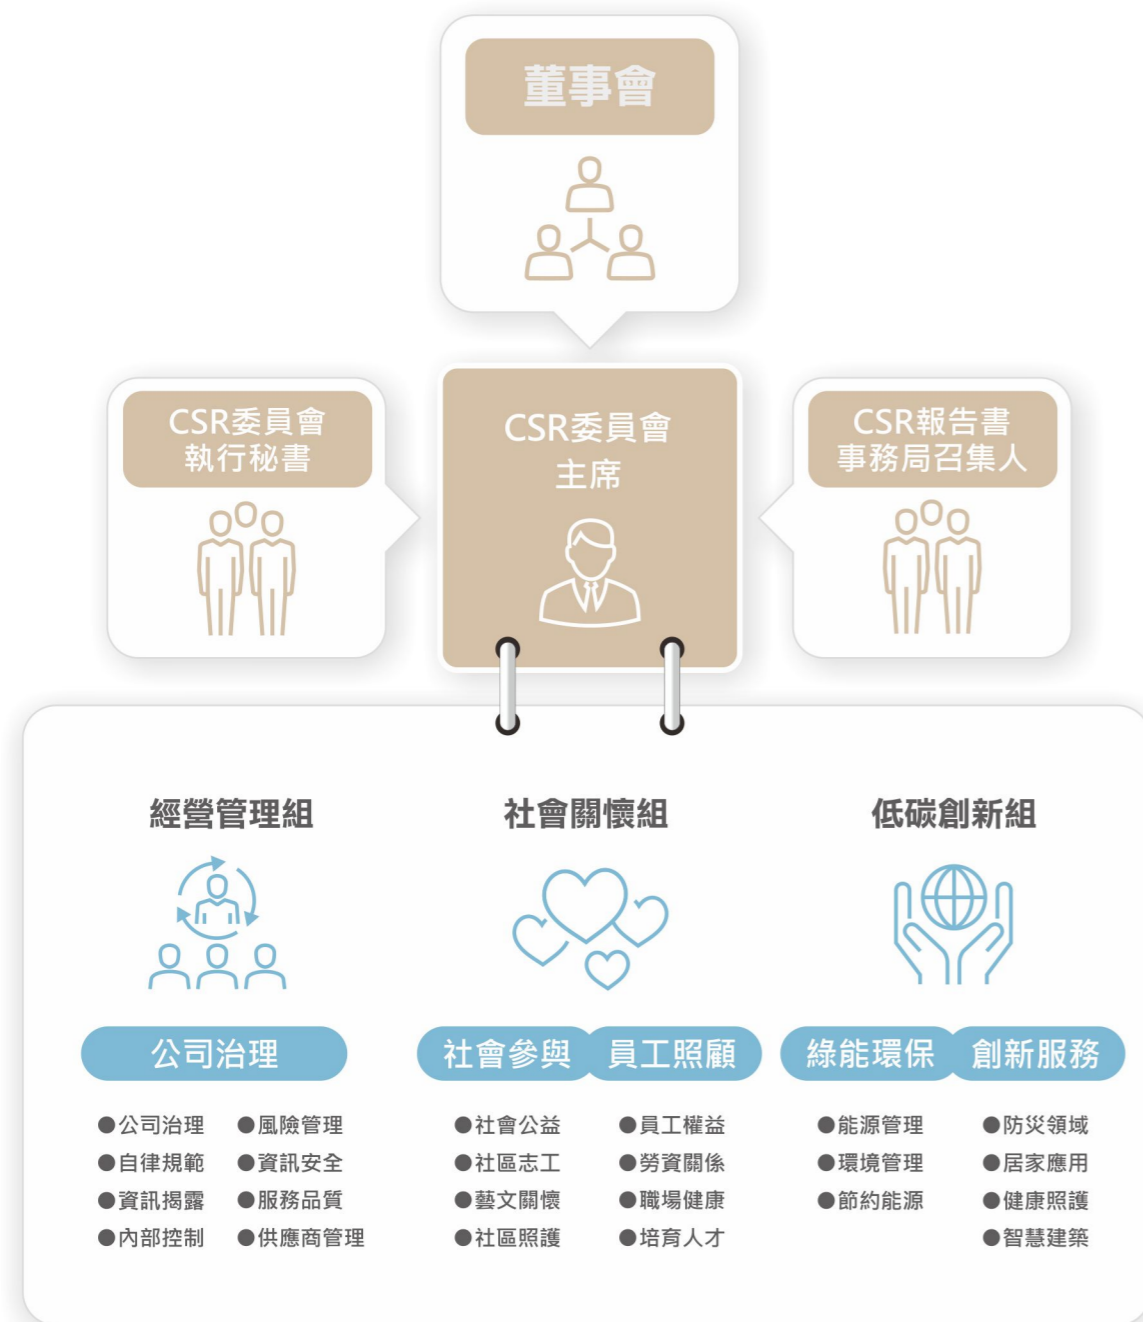 董事會
CSR委員會
執行秘書
CSR委員會
主席
CSR報告書
事務局召集人
經營管理組
公司治理
●公司治理
●自律規範
●資訊揭露
●內部控制
●風險管理
●資訊安全
●服務品質
●供應商管理
社會關懷組
社會參與
●社會公益
●社區志工
●藝文關懷
●社區照護
員工照顧
●員工權益
●勞資關係
●職場健康
●培育人才
低碳創新組
綠能環保
●能源管理
●環境管理
●節約能源
創新服務
●防災領域
●居家應用
●健康照護
●智慧建築